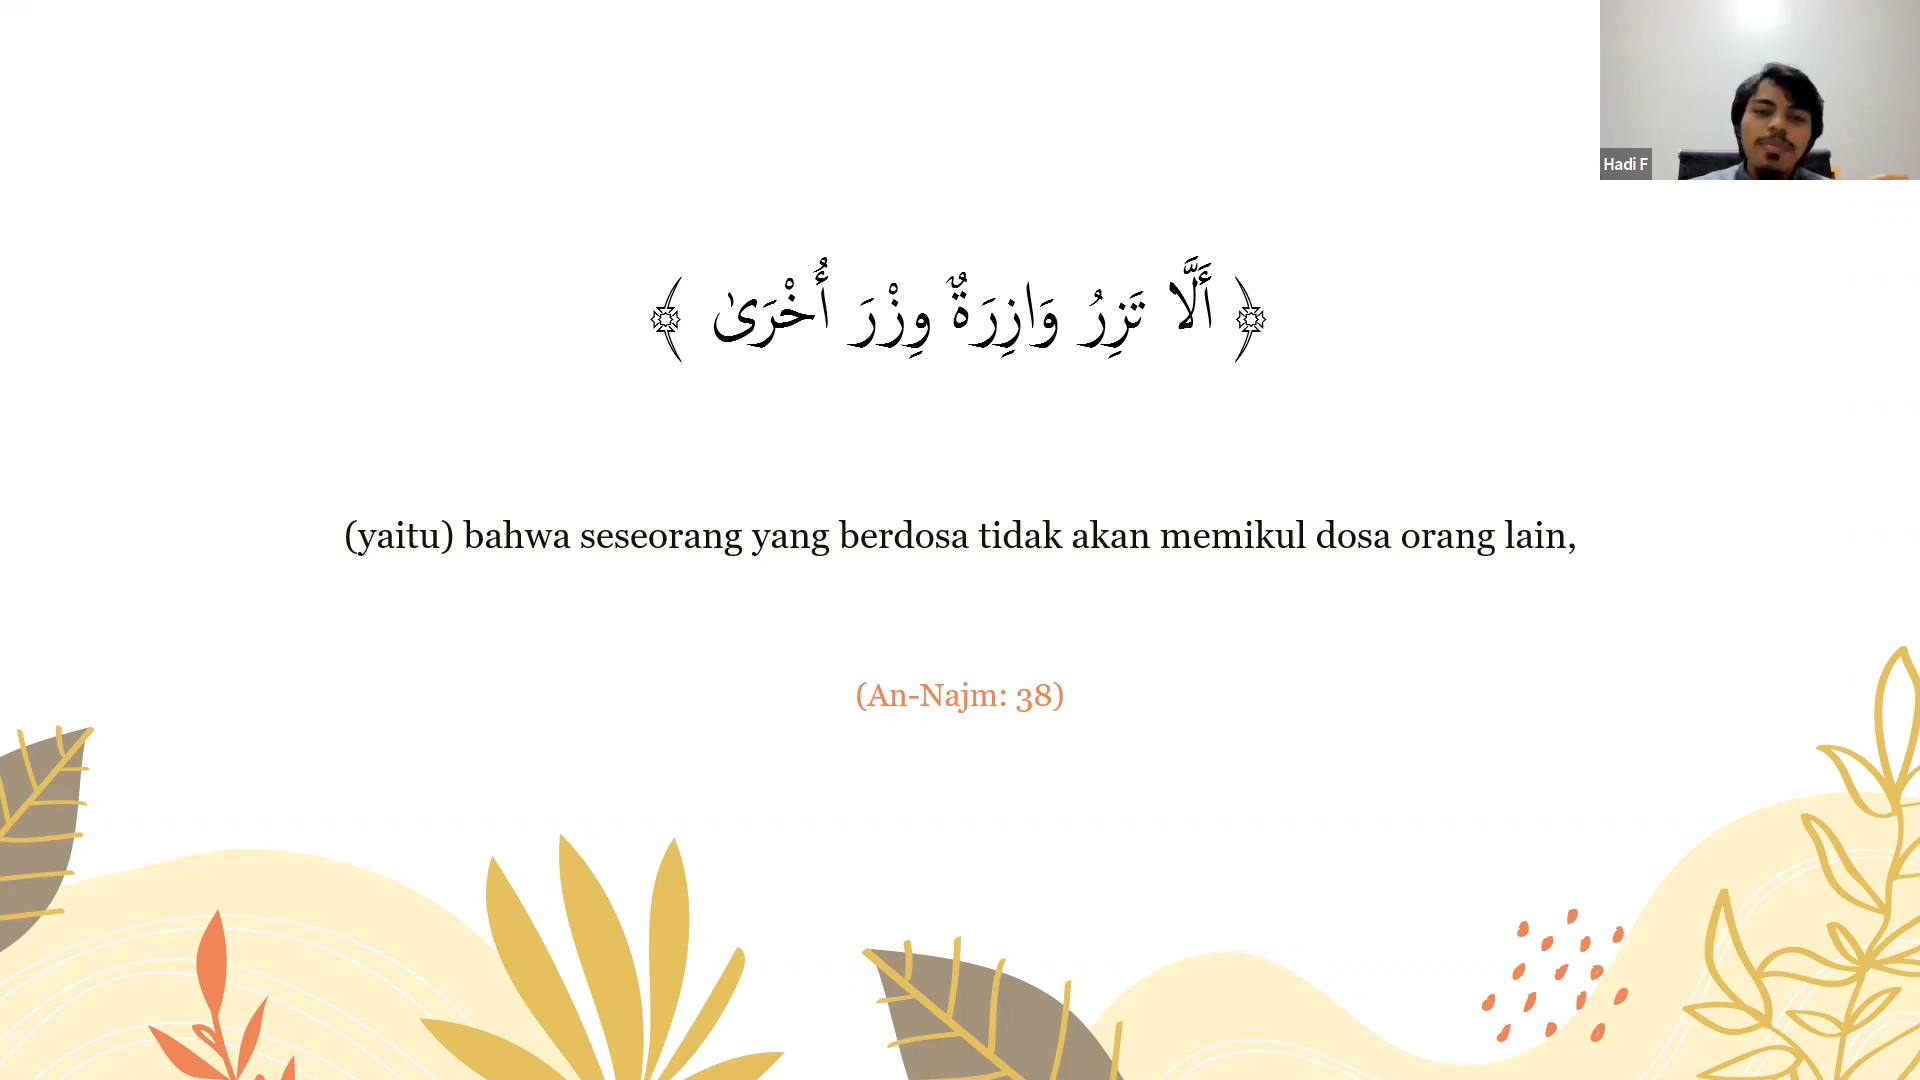 Hadi F
﴿ أَلَّا تَزِرُ وَازِرَةٌ وِزْرَ أُخْرَىٰ ﴾
(yaitu) bahwa seseorang yang berdosa tidak akan memikul dosa orang lain,
(An-Najm: 38)